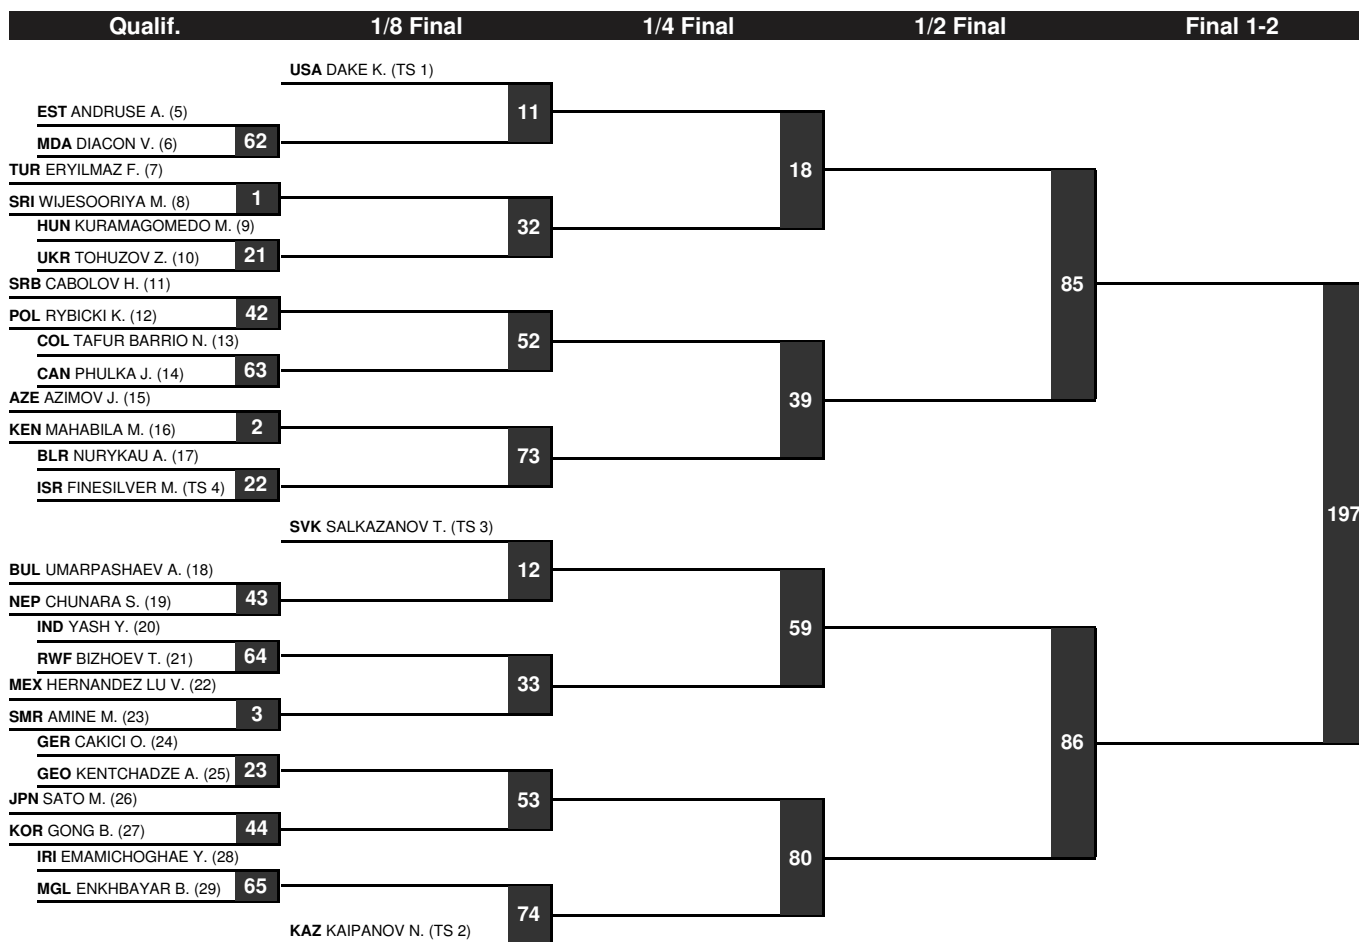 Qualif. 1/8 Final 1/4 Final 1/2 Final Final 1-2
USA DAKE K. (TS 1)
EST ANDRUSE A. (5)
11
MDA DIACON V. (6) 62
TUR ERYILMAZ F. (7)
18
SRI WIJESOORIYA M. (8) 1
HUN KURAMAGOMEDO M. (9)
32
UKR TOHUZOV Z. (10) 21
SRB CABOLOV H. (11)
85
POL RYBICKI K. (12) 42
COL TAFUR BARRIO N. (13)
52
CAN PHULKA J. (14) 63
AZE AZIMOV J. (15)
39
KEN MAHABILA M. (16) 2
BLR NURYKAU A. (17)
73
ISR FINESILVER M. (TS 4) 22
197
SVK SALKAZANOV T. (TS 3)
BUL UMARPASHAEV A. (18)
12
NEP CHUNARA S. (19) 43
IND YASH Y. (20)
59
RWF BIZHOEV T. (21) 64
MEX HERNANDEZ LU V. (22)
33
SMR AMINE M. (23) 3
GER CAKICI O. (24)
86
GEO KENTCHADZE A. (25) 23
JPN SATO M. (26)
53
KOR GONG B. (27) 44
IRI EMAMICHOGHAE Y. (28)
80
MGL ENKHBAYAR B. (29) 65
74
KAZ KAIPANOV N. (TS 2)